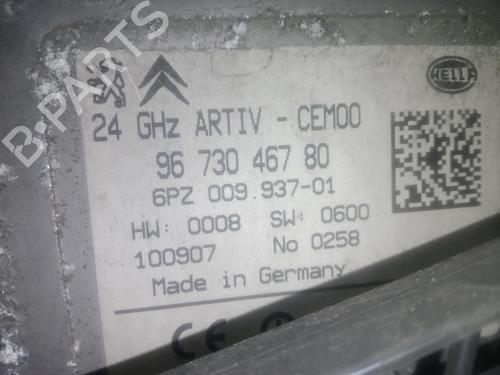 B-PARTS
HELLA
24 GHz ARTIV - CEM00
96 730 467 80
6PZ 009.937-01
HW: 0008 SW: 0600
100907 No 0258
Made in Germany
CE